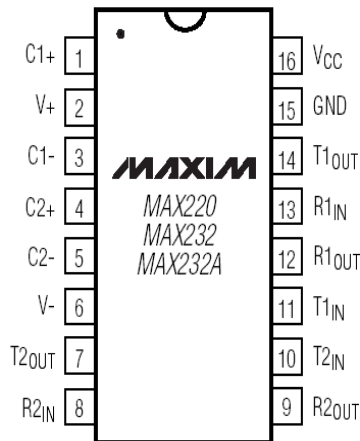 C1+ 1
V+ 2
C1- 3
C2+ 4
C2- 5
V- 6
T2OUT 7
R2IN 8
MAXIM
MAX220
MAX232
MAX232A
16 VCC
15 GND
14 T1OUT
13 R1IN
12 R1OUT
11 T1IN
10 T2IN
9 R2OUT